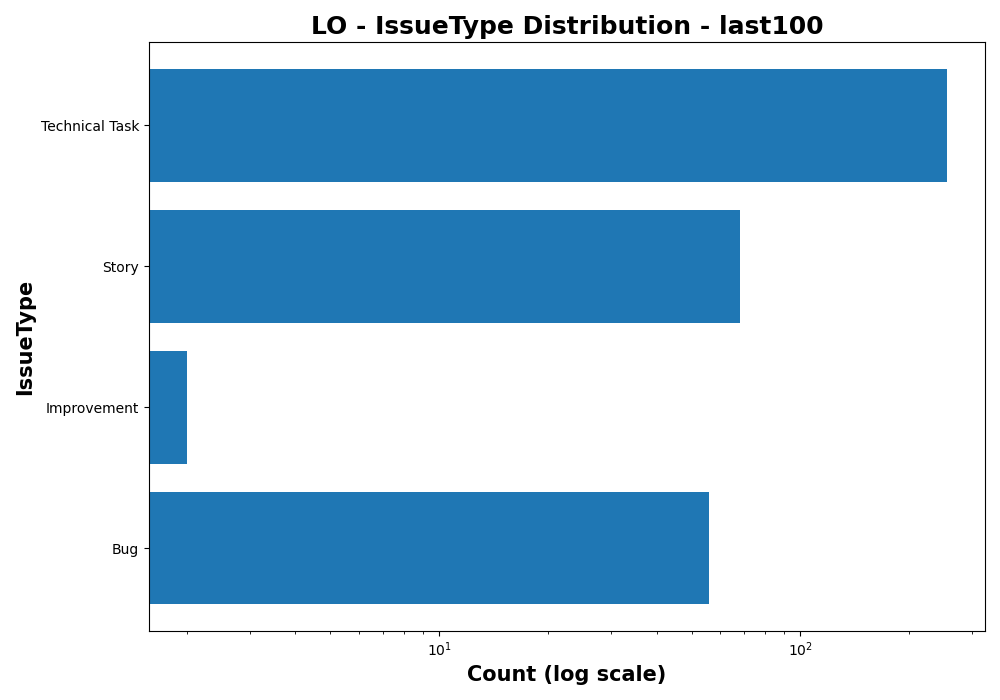 LO - IssueType Distribution - last100
Technical Task
Story
Improvement
Bug
IssueType
10¹ 10²
Count (log scale)